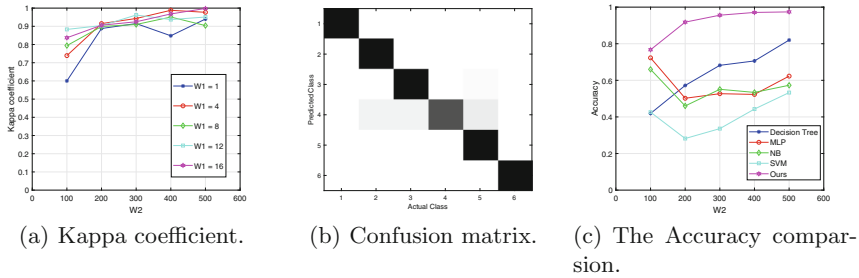 1
0.9
0.8
0.7
0.6
0.5
0.4
0.3
0.2
0.1
0
Kappa coefficient
W1 = 1
W1 = 4
W1 = 8
W1 = 12
W1 = 16
0 100 200 300 400 500 600
W2
(a) Kappa coefficient.
1
2
3
4
5
6
Predicted Class
1 2 3 4 5 6
Actual Class
(b) Confusion matrix.
1
0.8
0.6
0.4
0.2
0
Accuracy
Decision Tree
MLP
NB
SVM
Ours
0 100 200 300 400 500 600
W2
(c) The Accuracy compar-
sion.